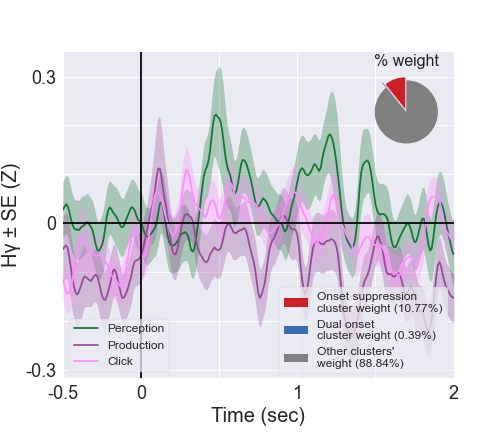 % weight
0.3
0
-0.3
Hγ ± SE (Z)
Perception
Production
Click
Onset suppression
cluster weight (10.77%)
Dual onset
cluster weight (0.39%)
Other clusters'
weight (88.84%)
-0.5
0
1
2
Time (sec)